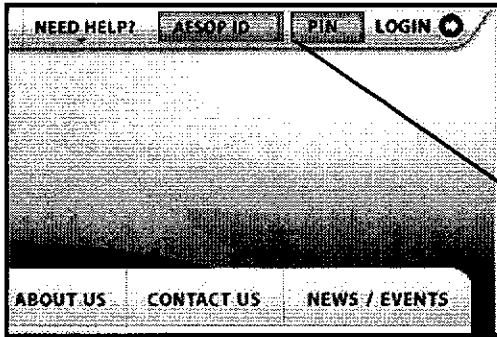 NEED HELP? AESOP ID PIN LOGIN
ABOUT US CONTACT US NEWS / EVENTS